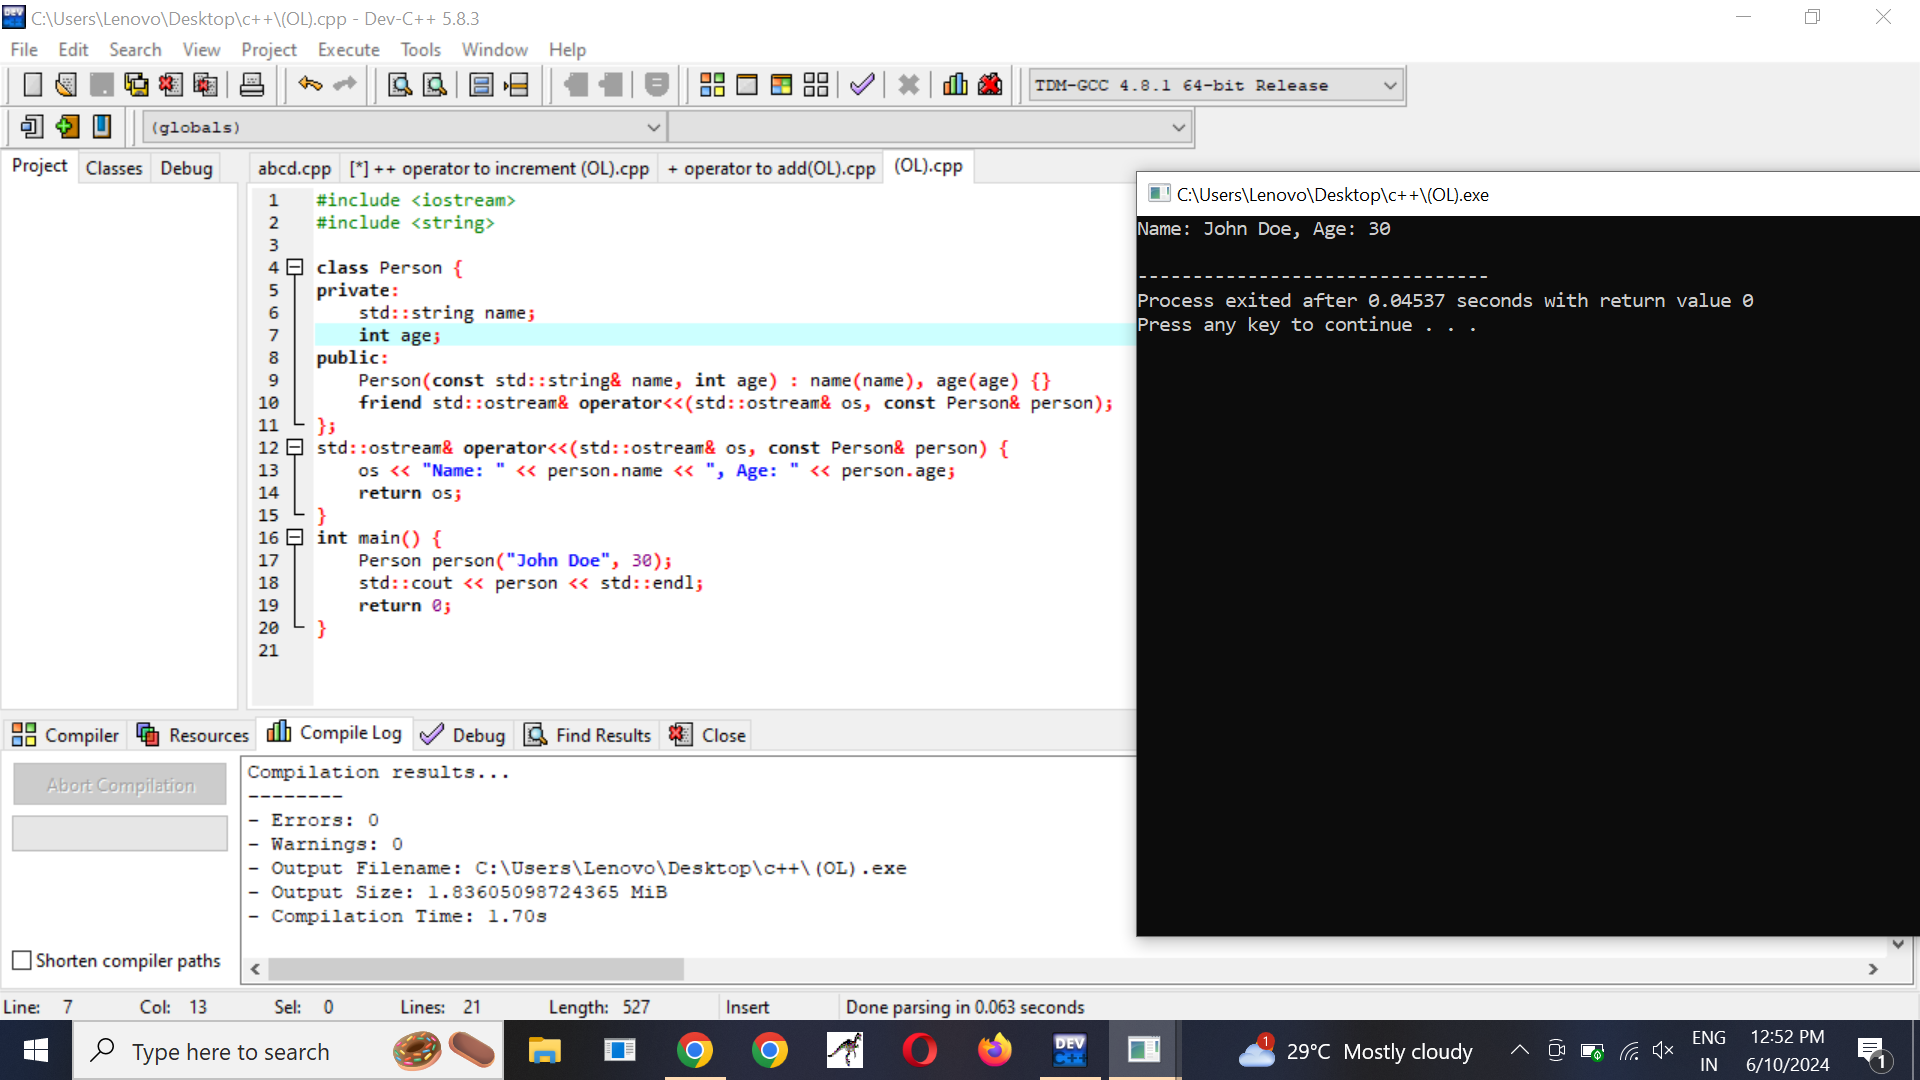 C:\Users\Lenovo\Desktop\c++\(OL).cpp - Dev-C++ 5.8.3
File Edit Search View Project Execute Tools Window Help
TDM-GCC 4.8.1 64-bit Release
(globals)
Project Classes Debug
abcd.cpp [*] ++ operator to increment (OL).cpp + operator to add(OL).cpp (OL).cpp
1 #include <iostream>
2 #include <string>
3
4 class Person {
5 private:
6     std::string name;
7     int age;
8 public:
9     Person(const std::string& name, int age) : name(name), age(age) {}
10     friend std::ostream& operator<<(std::ostream& os, const Person& person);
11 };
12 std::ostream& operator<<(std::ostream& os, const Person& person) {
13     os << "Name: " << person.name << ", Age: " << person.age;
14     return os;
15 }
16 int main() {
17     Person person("John Doe", 30);
18     std::cout << person << std::endl;
19     return 0;
20 }
21
C:\Users\Lenovo\Desktop\c++\(OL).exe
Name: John Doe, Age: 30
--------------------------------
Process exited after 0.04537 seconds with return value 0
Press any key to continue . . .
Compiler Resources Compile Log Debug Find Results Close
Abort Compilation
Shorten compiler paths
Compilation results...
--------
- Errors: 0
- Warnings: 0
- Output Filename: C:\Users\Lenovo\Desktop\c++\(OL).exe
- Output Size: 1.83605098724365 MiB
- Compilation Time: 1.70s
Line: 7 Col: 13 Sel: 0 Lines: 21 Length: 527 Insert Done parsing in 0.063 seconds
Type here to search
DEV
C++
1
29°C Mostly cloudy
ENG
IN
12:52 PM
6/10/2024
1